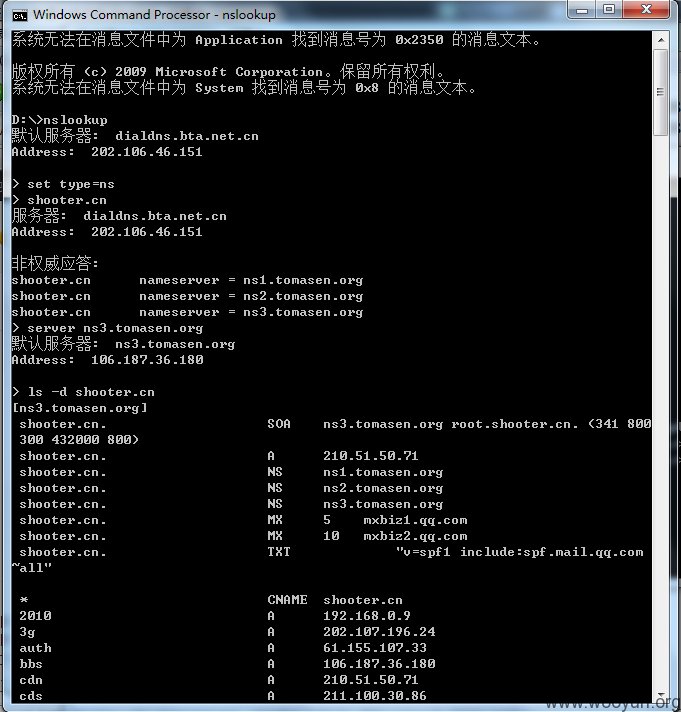 Windows Command Processor - nslookup
系统无法在消息文件中为 Application 找到消息号为 0x2350 的消息文本。
版权所有 (c) 2009 Microsoft Corporation。保留所有权利。
系统无法在消息文件中为 System 找到消息号为 0x8 的消息文本。
D:\>nslookup
默认服务器:  dialdns.bta.net.cn
Address:  202.106.46.151
> set type=ns
> shooter.cn
服务器:  dialdns.bta.net.cn
Address:  202.106.46.151
非权威应答:
shooter.cn      nameserver = ns1.tomasen.org
shooter.cn      nameserver = ns2.tomasen.org
shooter.cn      nameserver = ns3.tomasen.org
> server ns3.tomasen.org
默认服务器:  ns3.tomasen.org
Address:  106.187.36.180
> ls -d shooter.cn
[ns3.tomasen.org]
shooter.cn.                    SOA    ns3.tomasen.org root.shooter.cn. (341 800
300 432000 800)
shooter.cn.                    A      210.51.50.71
shooter.cn.                    NS     ns1.tomasen.org
shooter.cn.                    NS     ns2.tomasen.org
shooter.cn.                    NS     ns3.tomasen.org
shooter.cn.                    MX     5    mxbiz1.qq.com
shooter.cn.                    MX     10   mxbiz2.qq.com
shooter.cn.                    TXT             "v=spf1 include:spf.mail.qq.com
~all"
*                              CNAME  shooter.cn
2010                           A      192.168.0.9
3g                             A      202.107.196.24
auth                           A      61.155.107.33
bbs                            A      106.187.36.180
cdn                            A      210.51.50.71
cds                            A      211.100.30.86
www.wooyun.org